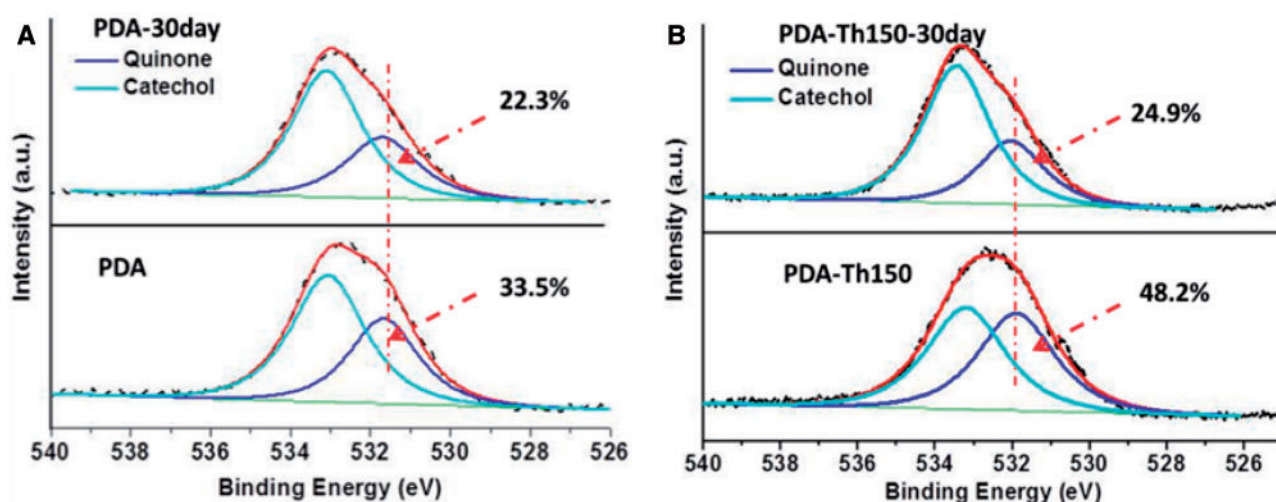 A
PDA-30day
Quinone
Catechol
22.3%
PDA
33.5%
Intensity (a.u.)
540 538 536 534 532 530 528 526
Binding Energy (eV)
B
PDA-Th150-30day
Quinone
Catechol
24.9%
PDA-Th150
48.2%
Intensity (a.u.)
540 538 536 534 532 530 528 526
Binding Energy (eV)